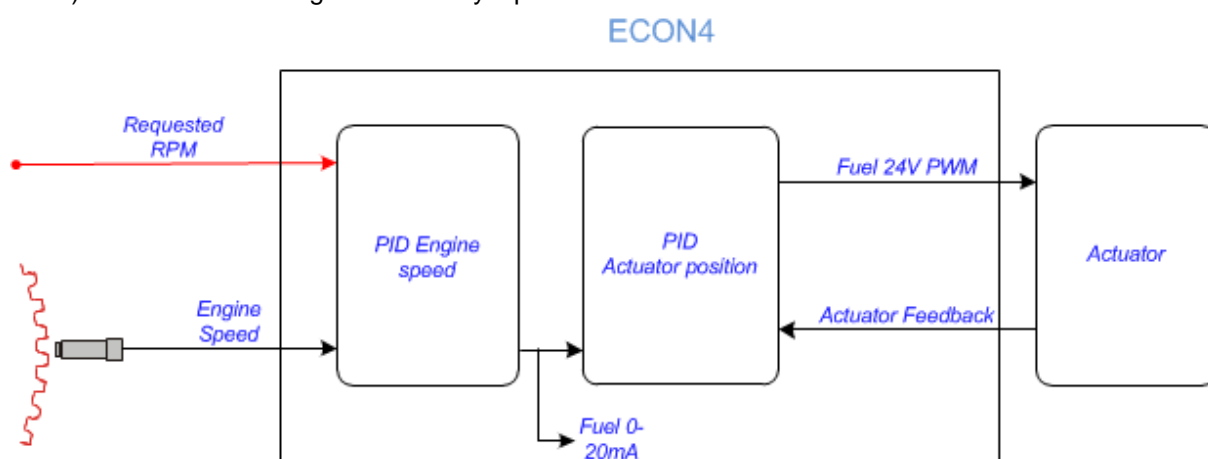 ECON4
Requested
RPM
Fuel 24V PWM
PID Engine
speed
PID
Actuator position
Actuator
Engine
Speed
Actuator Feedback
Fuel 0-
20mA